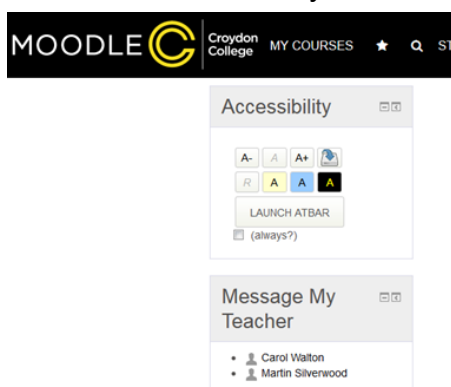 MOODLE C Croydon College MY COURSES ST
Accessibility
A- A A+
R A A A
LAUNCH ATBAR
(always?)
Message My
Teacher
Carol Walton
Martin Silverwood